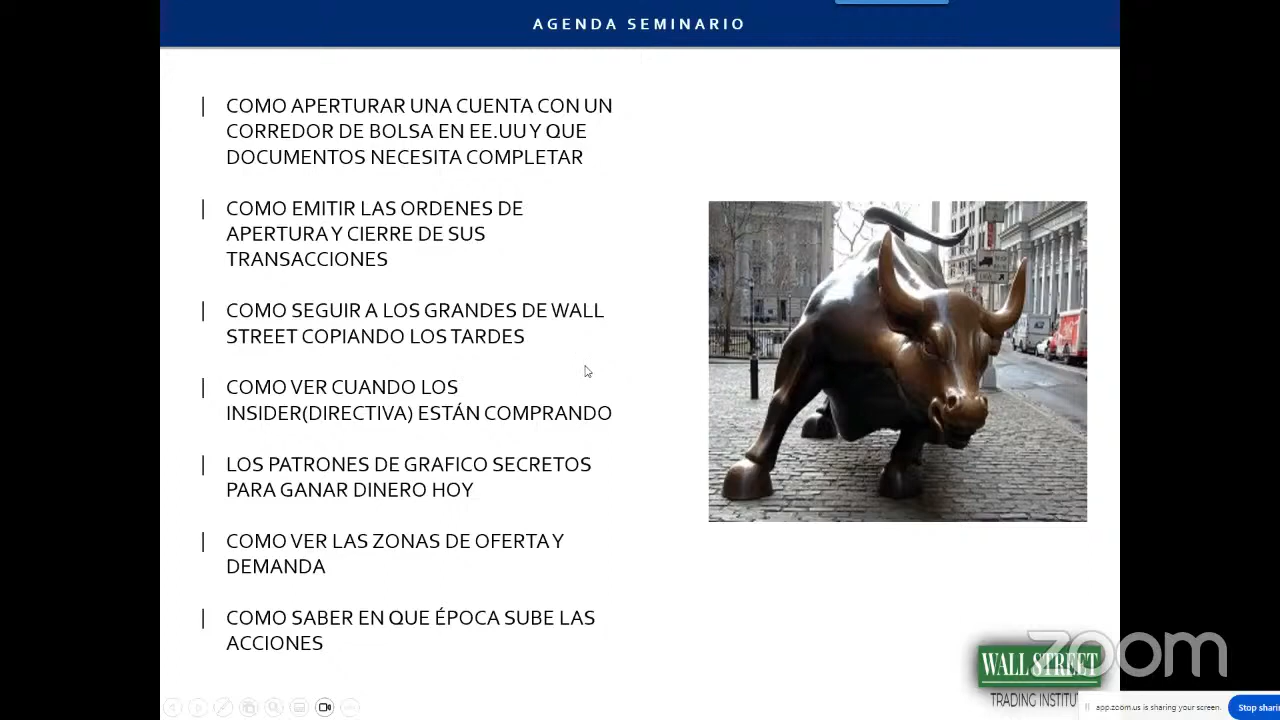 AGENDA SEMINARIO
COMO APERTURAR UNA CUENTA CON UN
CORREDOR DE BOLSA EN EE.UU Y QUE
DOCUMENTOS NECESITA COMPLETAR
COMO EMITIR LAS ORDENES DE
APERTURA Y CIERRE DE SUS
TRANSACCIONES
COMO SEGUIR A LOS GRANDES DE WALL
STREET COPIANDO LOS TARDES
COMO VER CUANDO LOS
INSIDER(DIRECTIVA) ESTÁN COMPRANDO
LOS PATRONES DE GRAFICO SECRETOS
PARA GANAR DINERO HOY
COMO VER LAS ZONAS DE OFERTA Y
DEMANDA
COMO SABER EN QUE ÉPOCA SUBE LAS
ACCIONES
zoom
WALL STREET
TRADING INSTITU
app.zoom.us is sharing your screen.
Stop shari